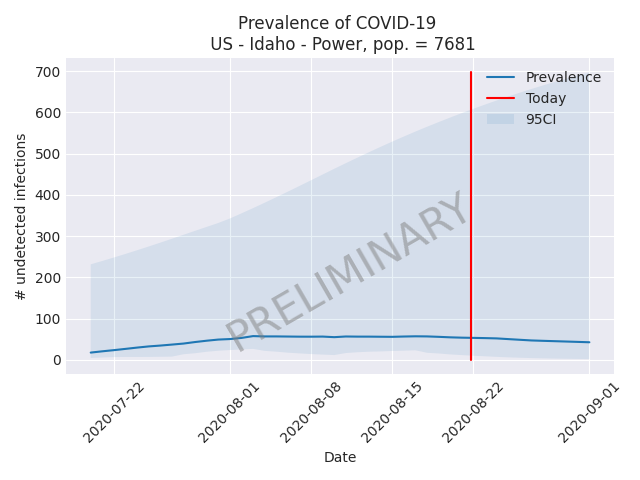 Prevalence of COVID-19
US - Idaho - Power, pop. = 7681
# undetected infections
700
600
500
400
300
200
100
0
Prevalence
Today
95CI
PRELIMINARY
2020-07-22
2020-08-01
2020-08-08
2020-08-15
2020-08-22
2020-09-01
Date